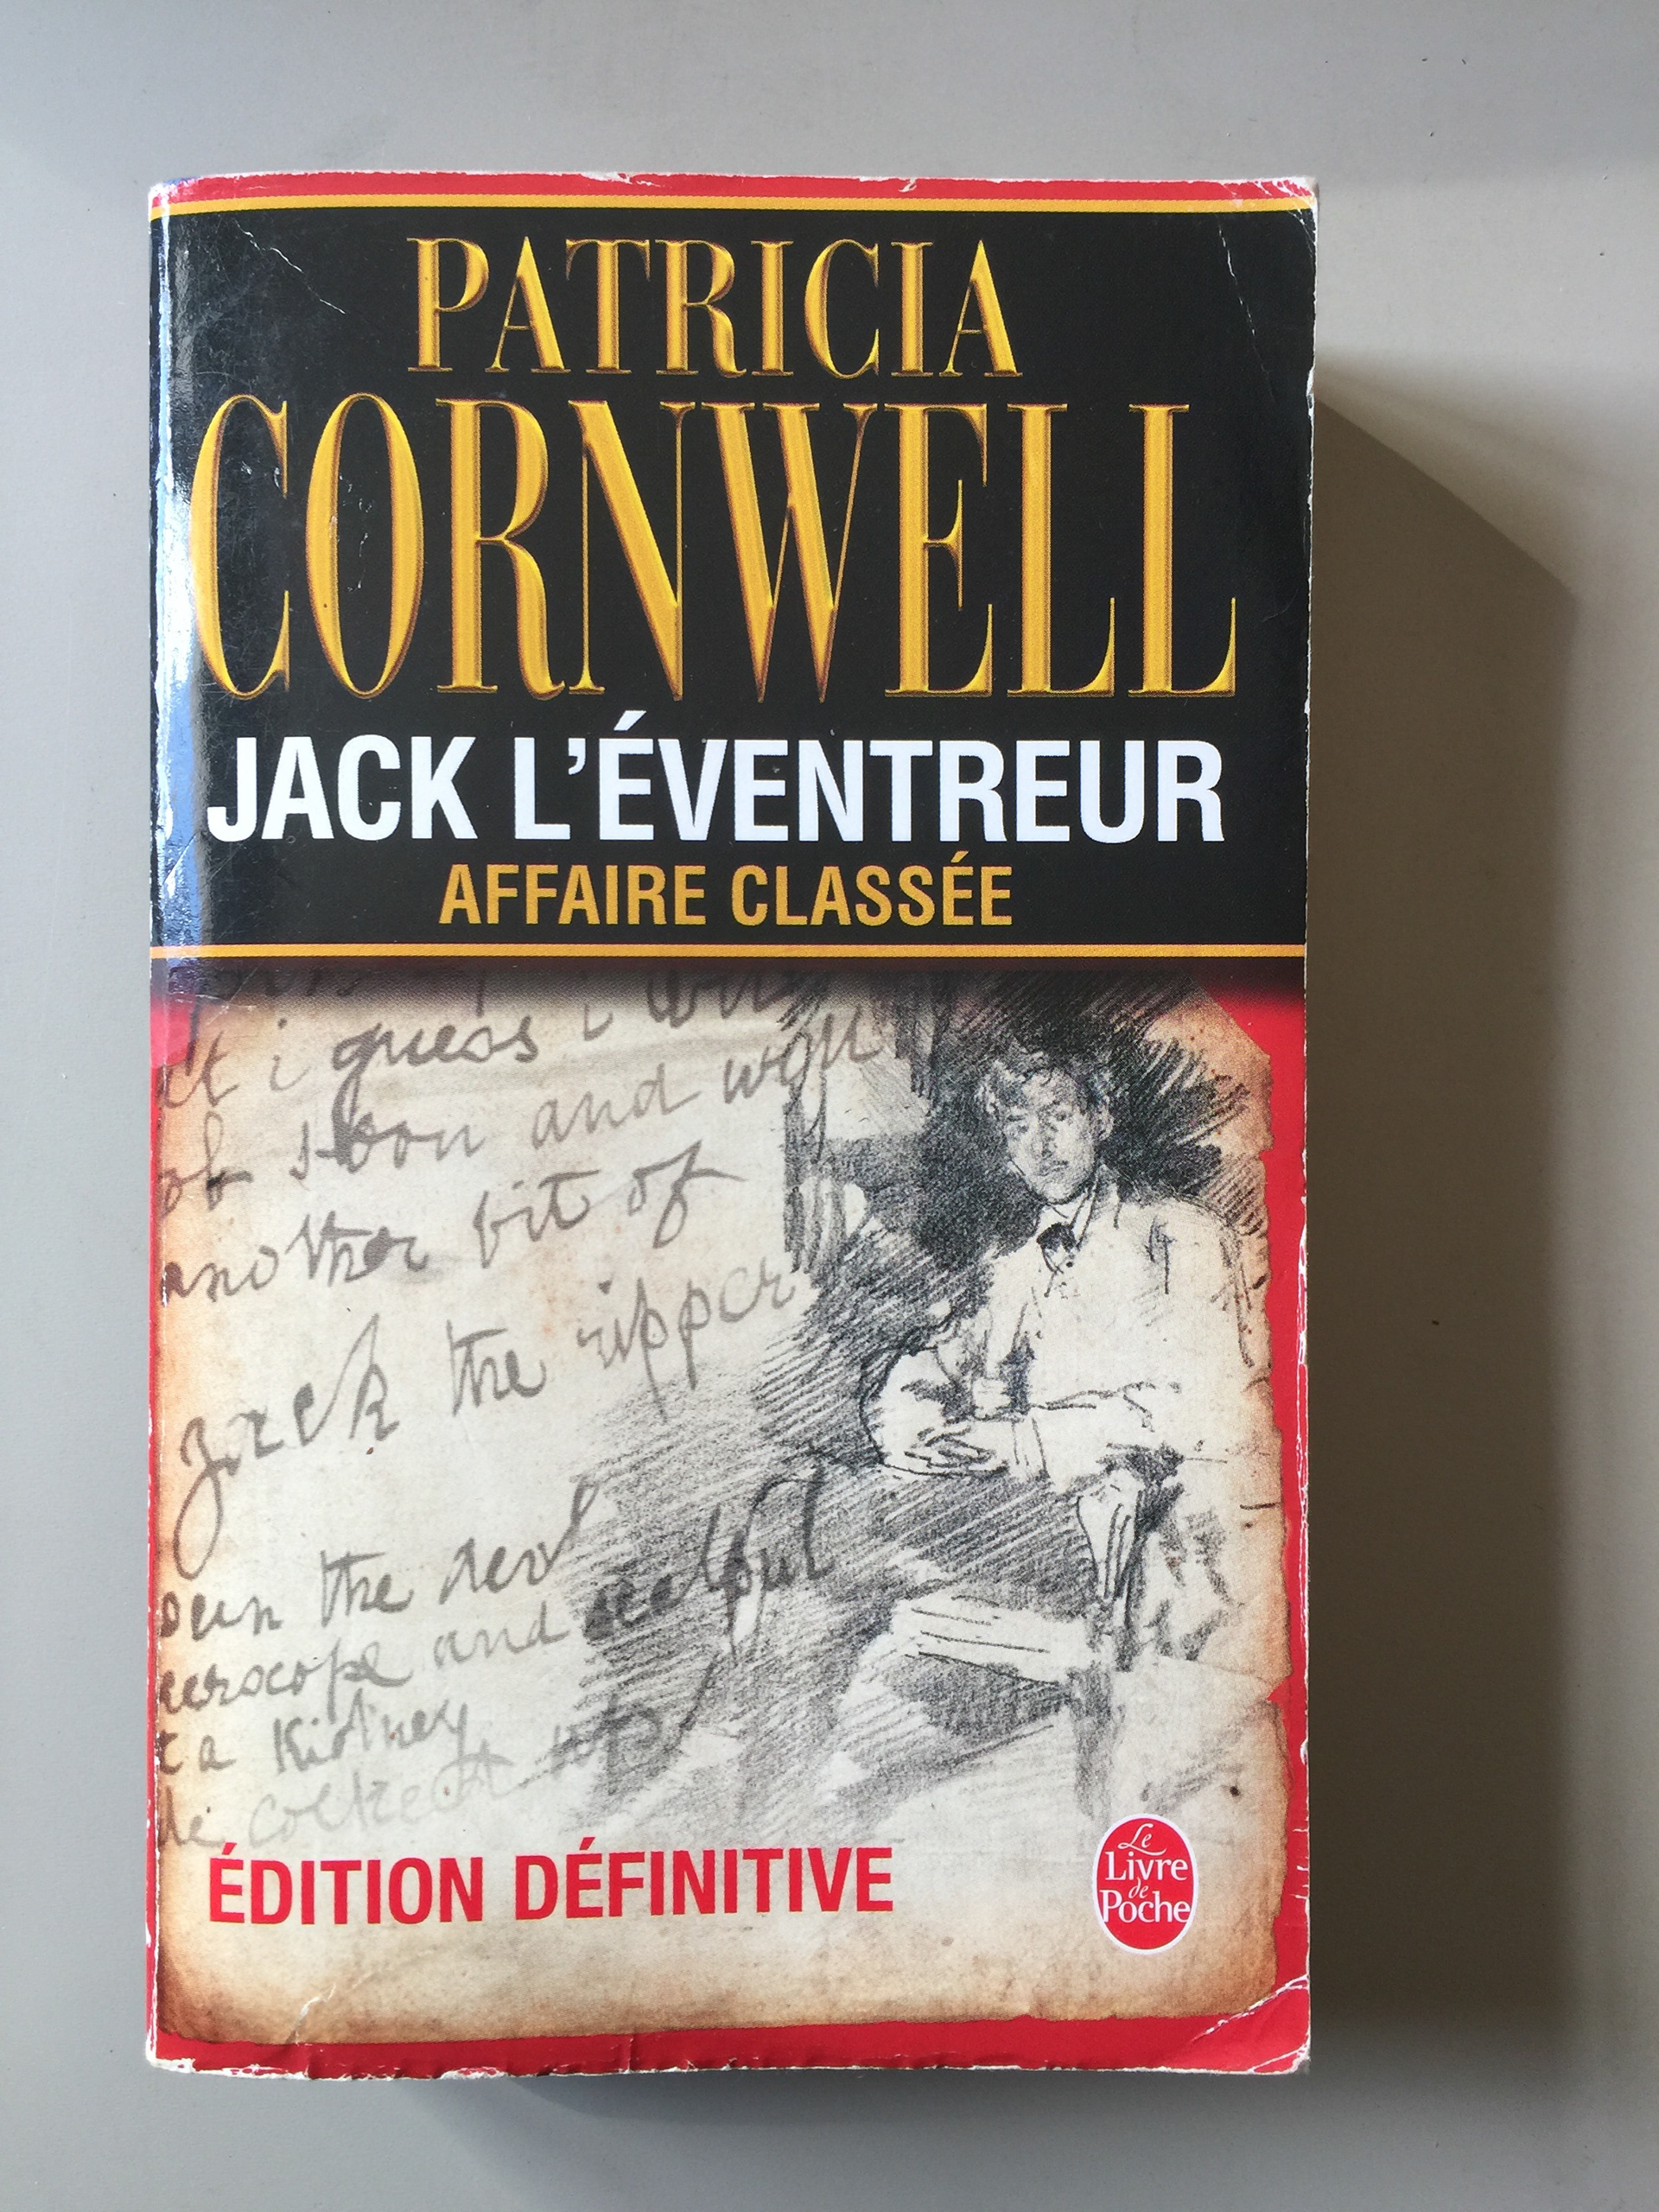 PATRICIA
CORNWELL
JACK L'ÉVENTREUR
AFFAIRE CLASSÉE
i guess i
soon and
another bit of
Jack the ripper
the
and
a Kidney
ÉDITION DÉFINITIVE
Le
Livre
de
Poche